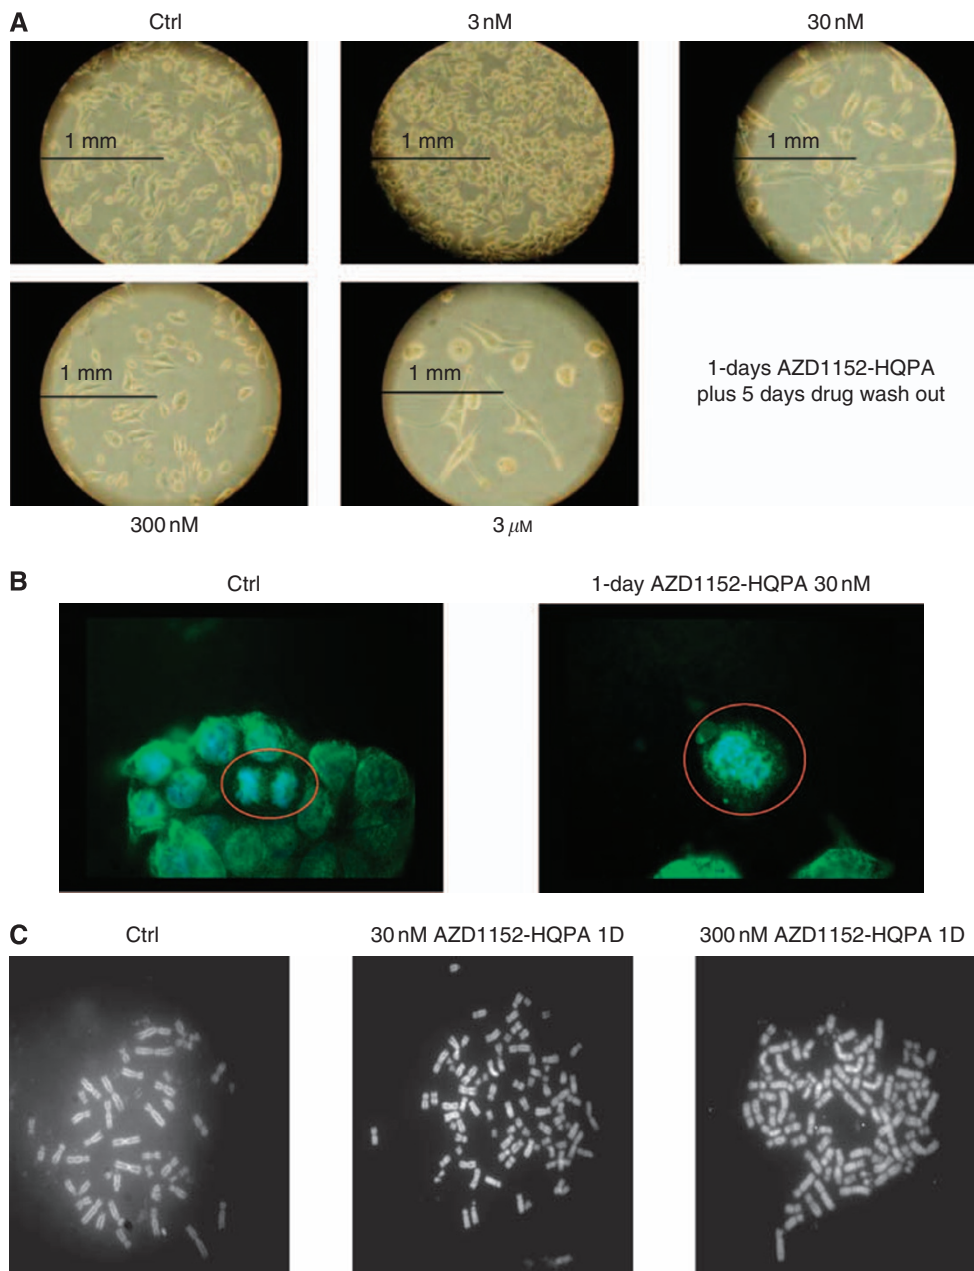 A
Ctrl
3 nM
30 nM
1 mm
1 mm
1 mm
1 mm
1 mm
1-days AZD1152-HQPA
plus 5 days drug wash out
300 nM
3 μM
B
Ctrl
1-day AZD1152-HQPA 30 nM
C
Ctrl
30 nM AZD1152-HQPA 1D
300 nM AZD1152-HQPA 1D